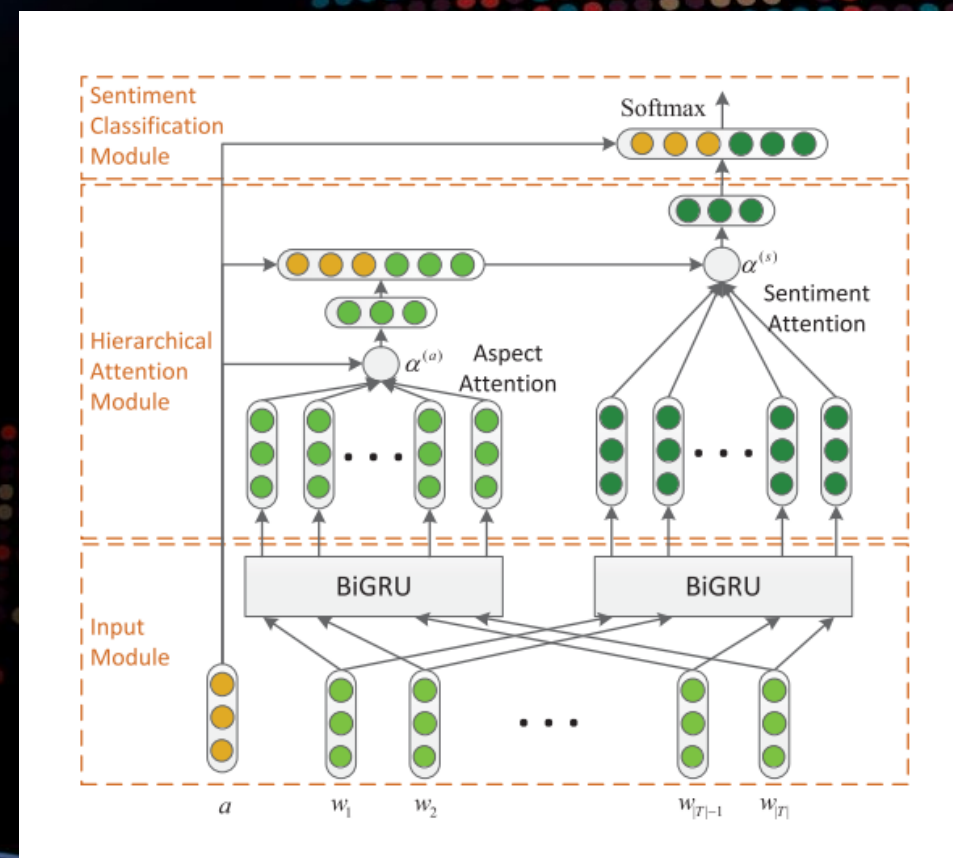 Sentiment
Classification
Module
Softmax
Hierarchical
Attention
Module
α^(s)
Sentiment
Attention
α^(a)
Aspect
Attention
. . .
. . .
Input
Module
BiGRU
BiGRU
. . .
a w_1 w_2 w_|T|-1 w_|T|